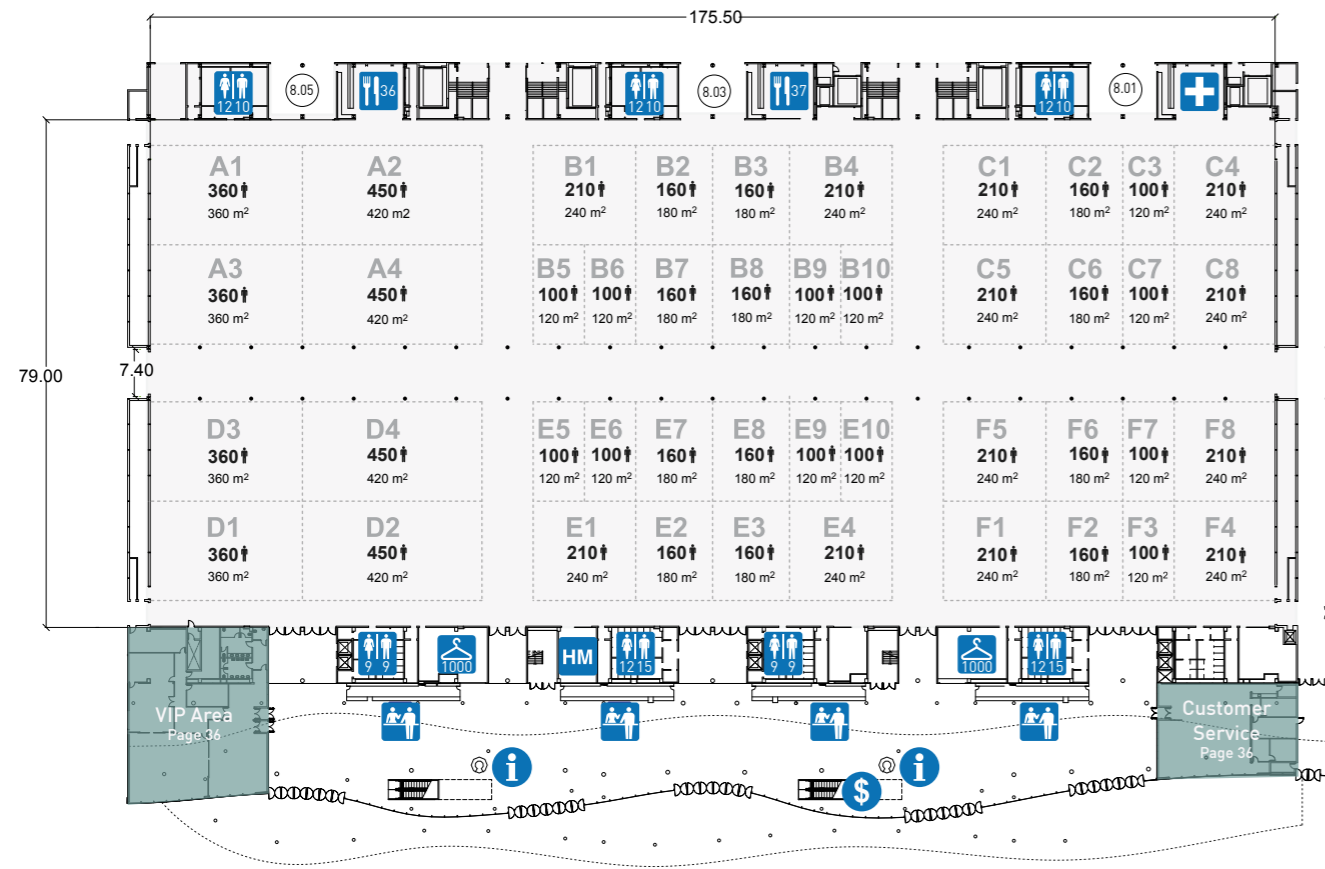 175.50
12 10
8.05
36
12 10
8.03
37
12 10
8.01
A1
360
360 m²
A2
450
420 m2
B1
210
240 m²
B2
160
180 m²
B3
160
180 m²
B4
210
240 m²
C1
210
240 m²
C2
160
180 m²
C3
100
120 m²
C4
210
240 m²
A3
360
360 m²
A4
450
420 m²
B5
100
120 m²
B6
100
120 m²
B7
160
180 m²
B8
160
180 m²
B9
100
120 m²
B10
100
120 m²
C5
210
240 m²
C6
160
180 m²
C7
100
120 m²
C8
210
240 m²
79.00
7.40
D3
360
360 m²
D4
450
420 m²
E5
100
120 m²
E6
100
120 m²
E7
160
180 m²
E8
160
180 m²
E9
100
120 m²
E10
100
120 m²
F5
210
240 m²
F6
160
180 m²
F7
100
120 m²
F8
210
240 m²
D1
360
360 m²
D2
450
420 m²
E1
210
240 m²
E2
160
180 m²
E3
160
180 m²
E4
210
240 m²
F1
210
240 m²
F2
160
180 m²
F3
100
120 m²
F4
210
240 m²
9 9
1000
HM
12 15
9 9
1000
12 15
VIP Area
Page 36
Customer
Service
Page 36
i
i
$